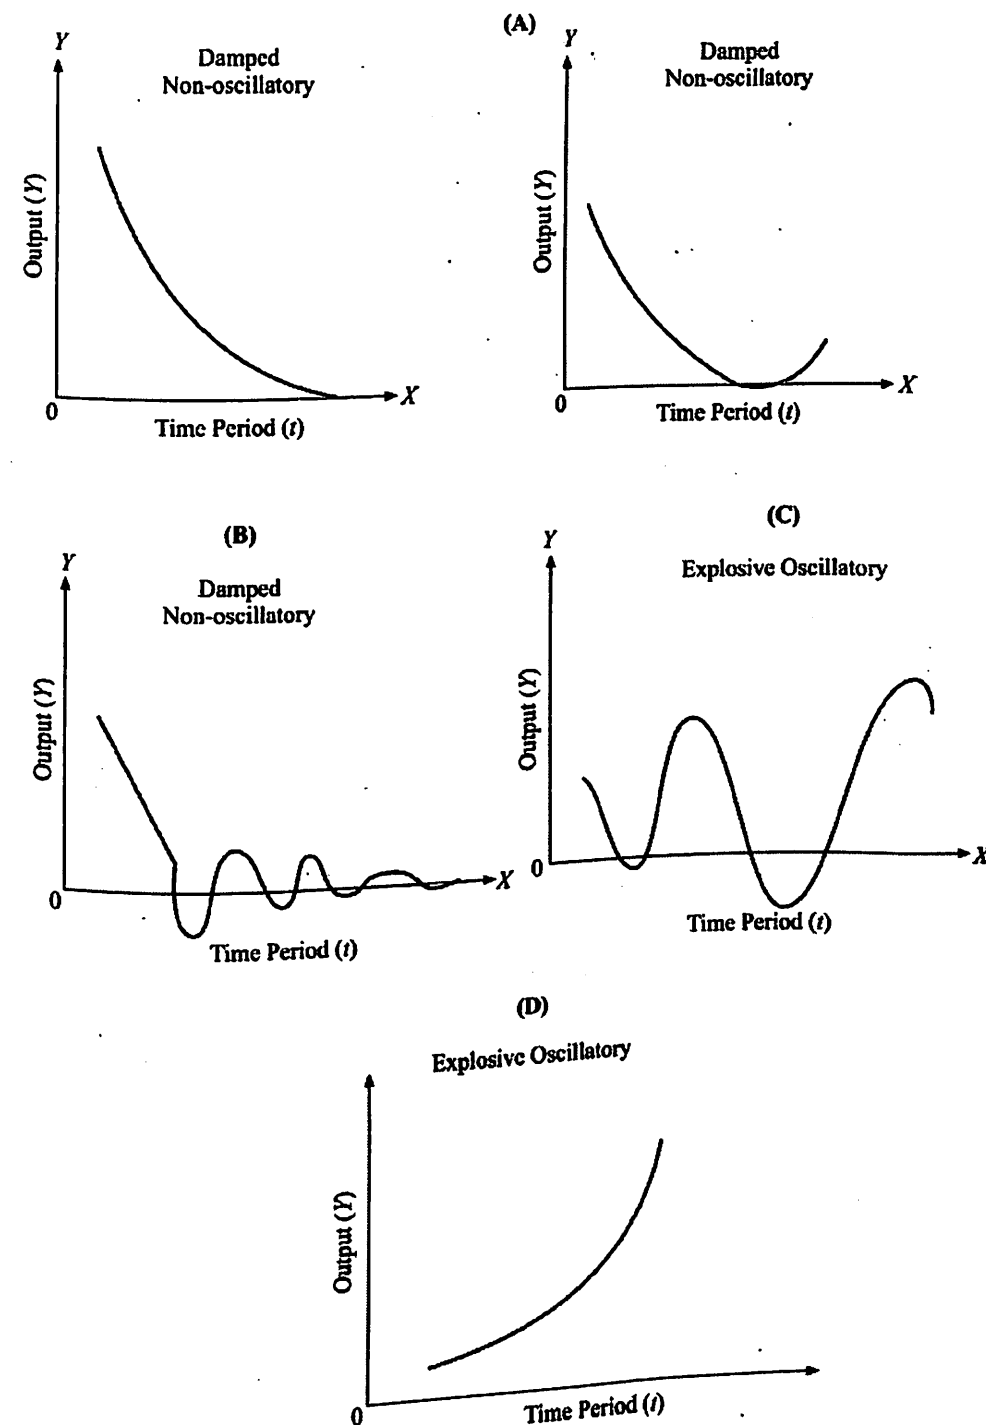 (A)
Y
Damped
Non-oscillatory
Output (Y)
0
X
Time Period (t)
Y
Damped
Non-oscillatory
Output (Y)
0
X
Time Period (t)
(B)
Y
Damped
Non-oscillatory
Output (Y)
0
X
Time Period (t)
(C)
Y
Explosive Oscillatory
Output (Y)
0
X
Time Period (t)
(D)
Explosive Oscillatory
Output (Y)
0
Time Period (t)